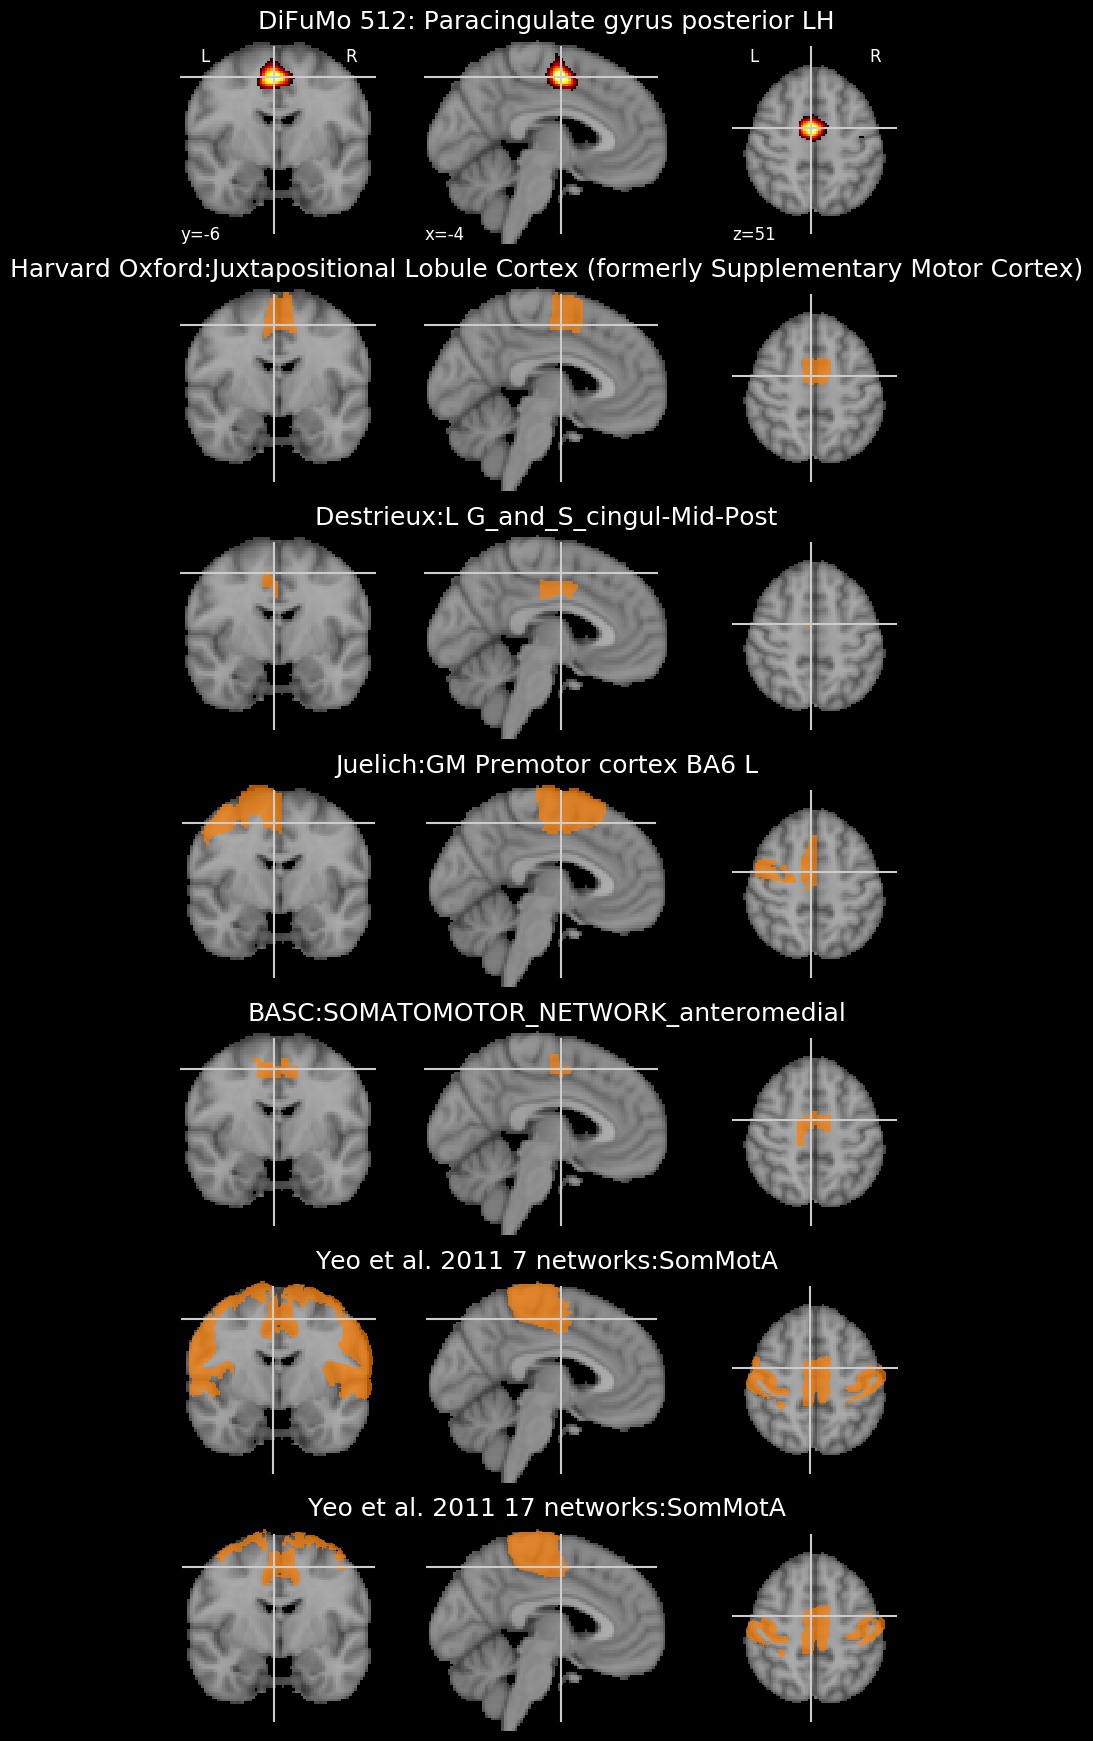 DiFuMo 512: Paracingulate gyrus posterior LH
L R L R
y=-6 x=-4 z=51
Harvard Oxford:Juxtapositional Lobule Cortex (formerly Supplementary Motor Cortex)
Destrieux:L G_and_S_cingul-Mid-Post
Juelich:GM Premotor cortex BA6 L
BASC:SOMATOMOTOR_NETWORK_anteromedial
Yeo et al. 2011 7 networks:SomMotA
Yeo et al. 2011 17 networks:SomMotA